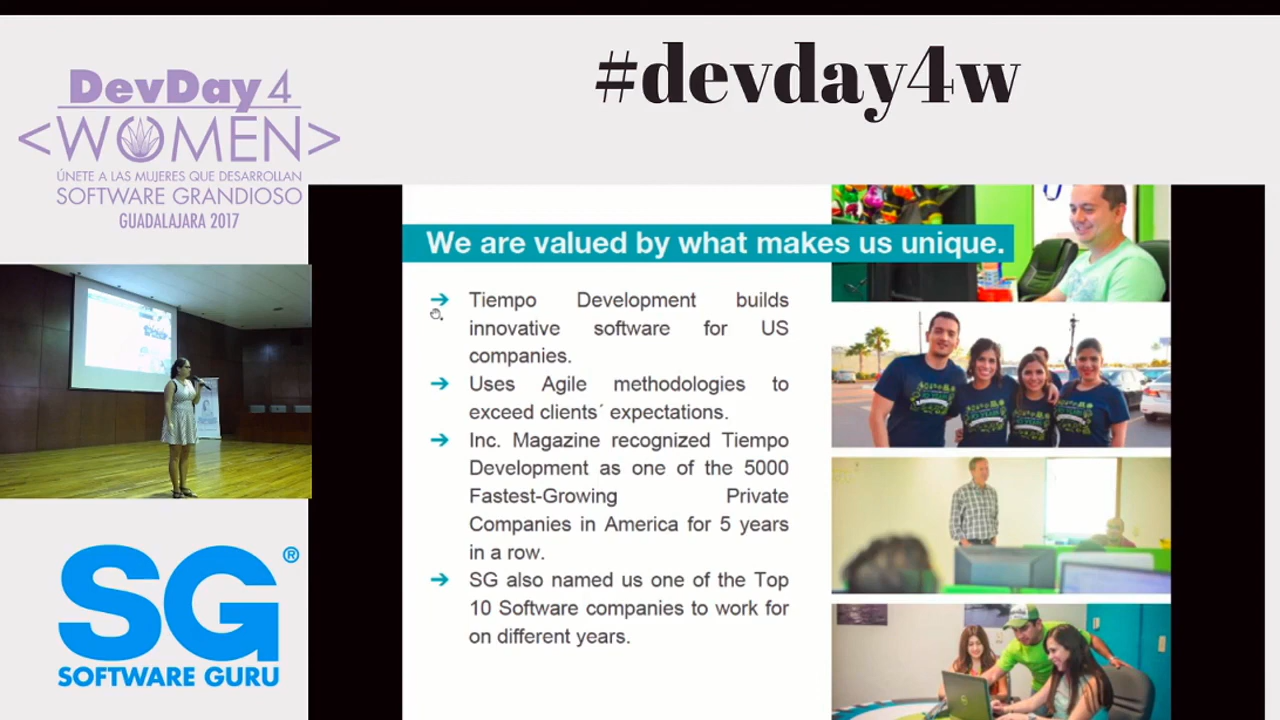 #devday4w
DevDay4
<WOMEN>
ÚNETE A LAS MUJERES QUE DESARROLLAN
SOFTWARE GRANDIOSO
GUADALAJARA 2017
We are valued by what makes us unique.
Tiempo Development builds
innovative software for US
companies.
Uses Agile methodologies to
exceed clients´ expectations.
Inc. Magazine recognized Tiempo
Development as one of the 5000
Fastest-Growing Private
Companies in America for 5 years
in a row.
SG also named us one of the Top
10 Software companies to work for
on different years.
SG®
SOFTWARE GURU